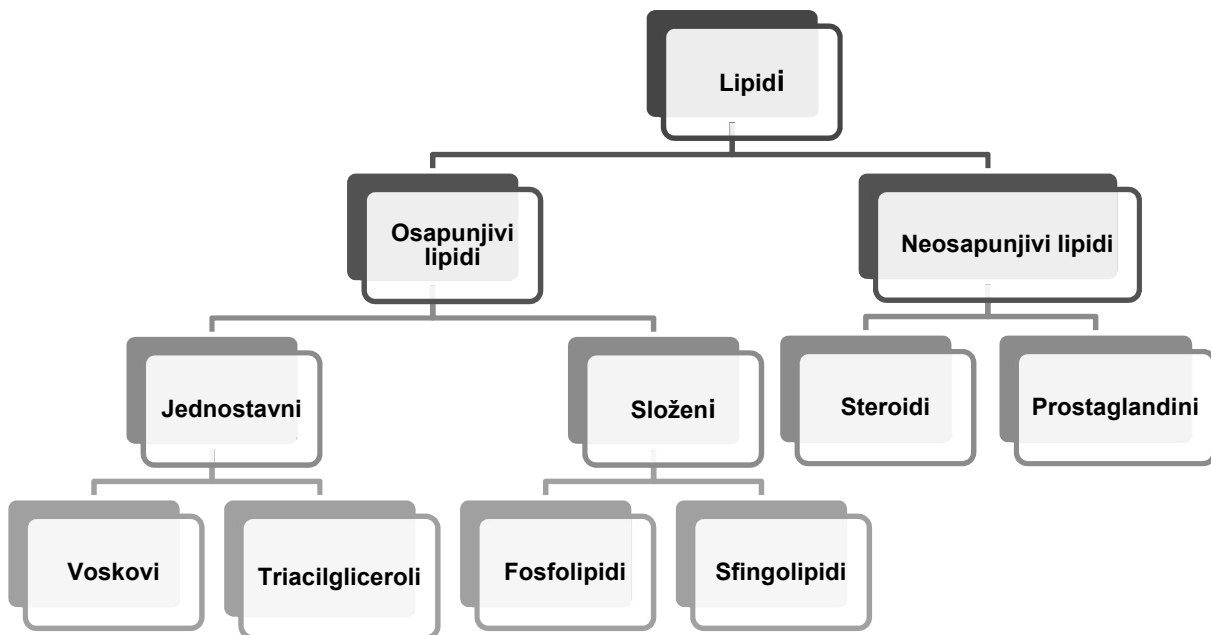 Lipidi
Osapunjivi
lipidi
Neosapunjivi lipidi
Jednostavni
Složeni
Steroidi
Prostaglandini
Voskovi
Triacilgliceroli
Fosfolipidi
Sfingolipidi